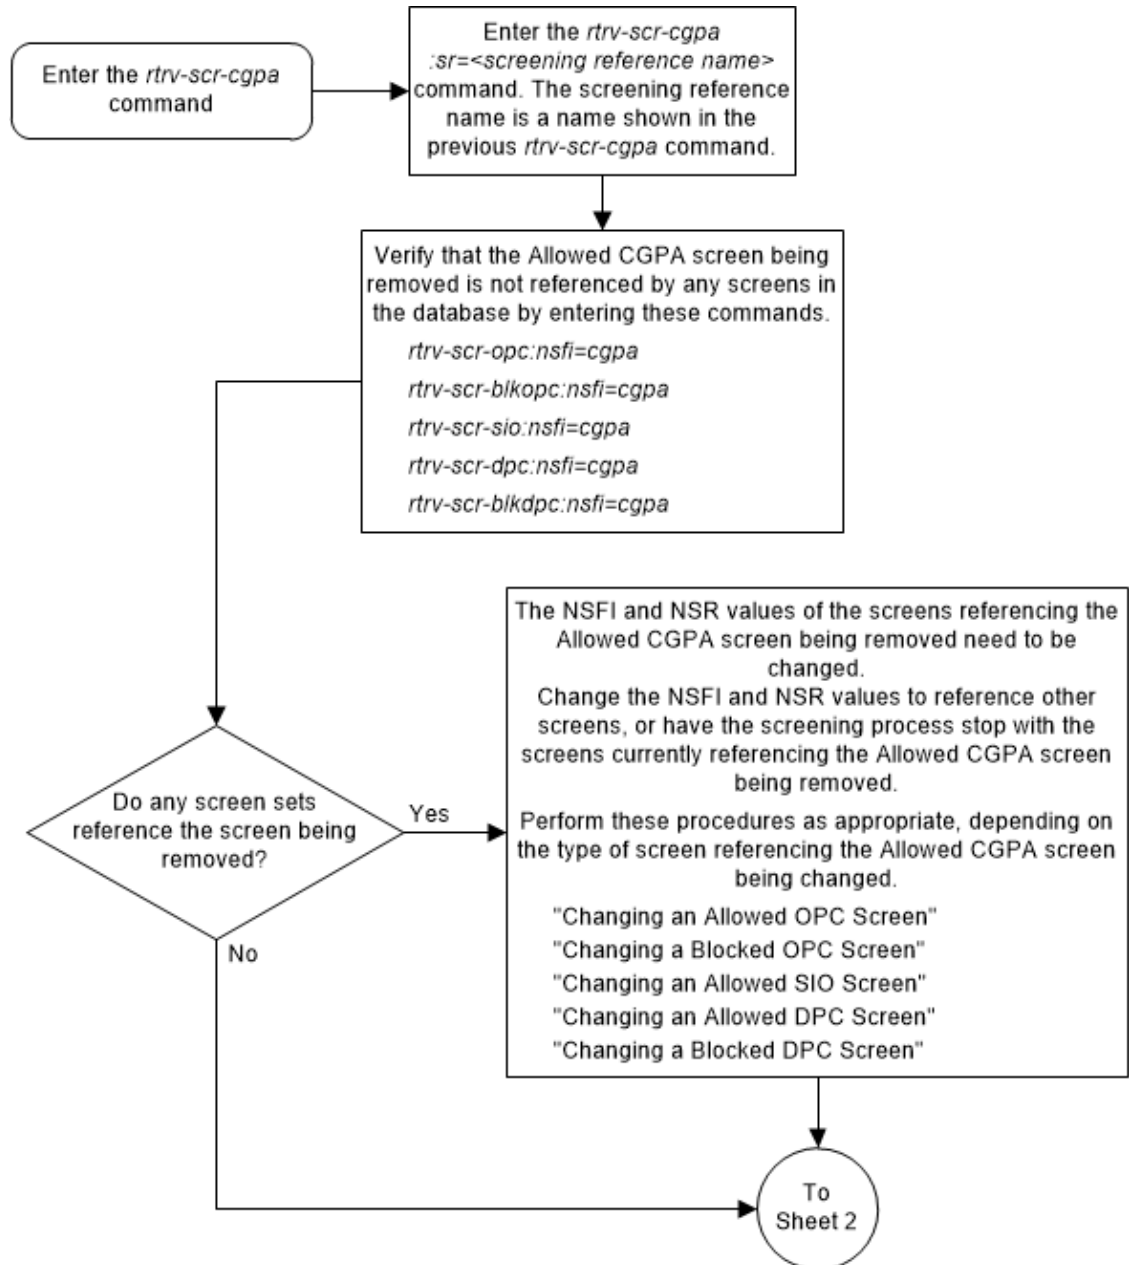 Enter the rtrv-scr-cgpa
command
Enter the rtrv-scr-cgpa
:sr=<screening reference name>
command. The screening reference
name is a name shown in the
previous rtrv-scr-cgpa command.
Verify that the Allowed CGPA screen being
removed is not referenced by any screens in
the database by entering these commands.
rtrv-scr-opc:nsfi=cgpa
rtrv-scr-blkopc:nsfi=cgpa
rtrv-scr-sio:nsfi=cgpa
rtrv-scr-dpc:nsfi=cgpa
rtrv-scr-blkdpc:nsfi=cgpa
Do any screen sets
reference the screen being
removed?
Yes
No
The NSFI and NSR values of the screens referencing the
Allowed CGPA screen being removed need to be
changed.
Change the NSFI and NSR values to reference other
screens, or have the screening process stop with the
screens currently referencing the Allowed CGPA screen
being removed.
Perform these procedures as appropriate, depending on
the type of screen referencing the Allowed CGPA screen
being changed.
"Changing an Allowed OPC Screen"
"Changing a Blocked OPC Screen"
"Changing an Allowed SIO Screen"
"Changing an Allowed DPC Screen"
"Changing a Blocked DPC Screen"
To
Sheet 2